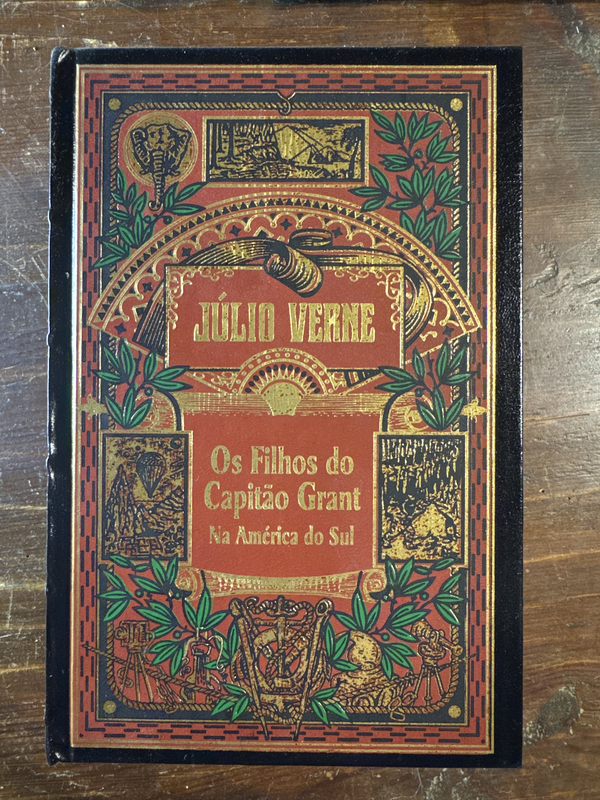 JÚLIO VERNE
Os Filhos do
Capitão Grant
Na América do Sul